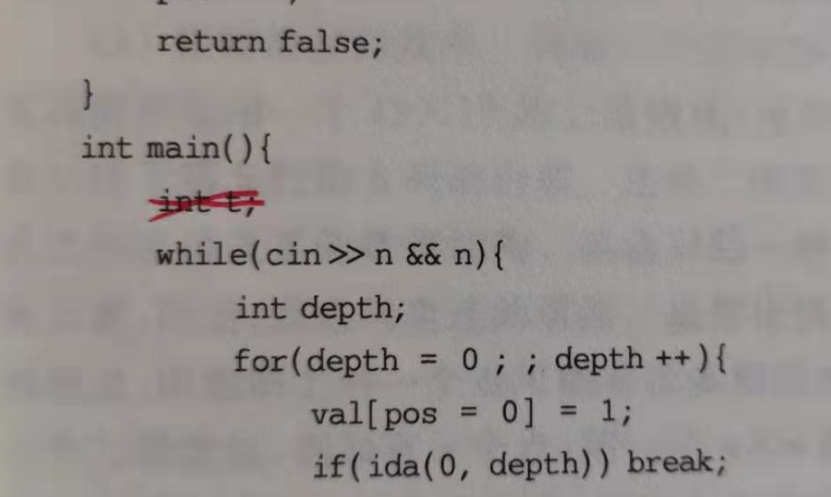 return false;
}
int main(){
int t;
while(cin>>n && n){
int depth;
for(depth = 0 ; ; depth ++){
val[pos = 0] = 1;
if(ida(0, depth)) break;